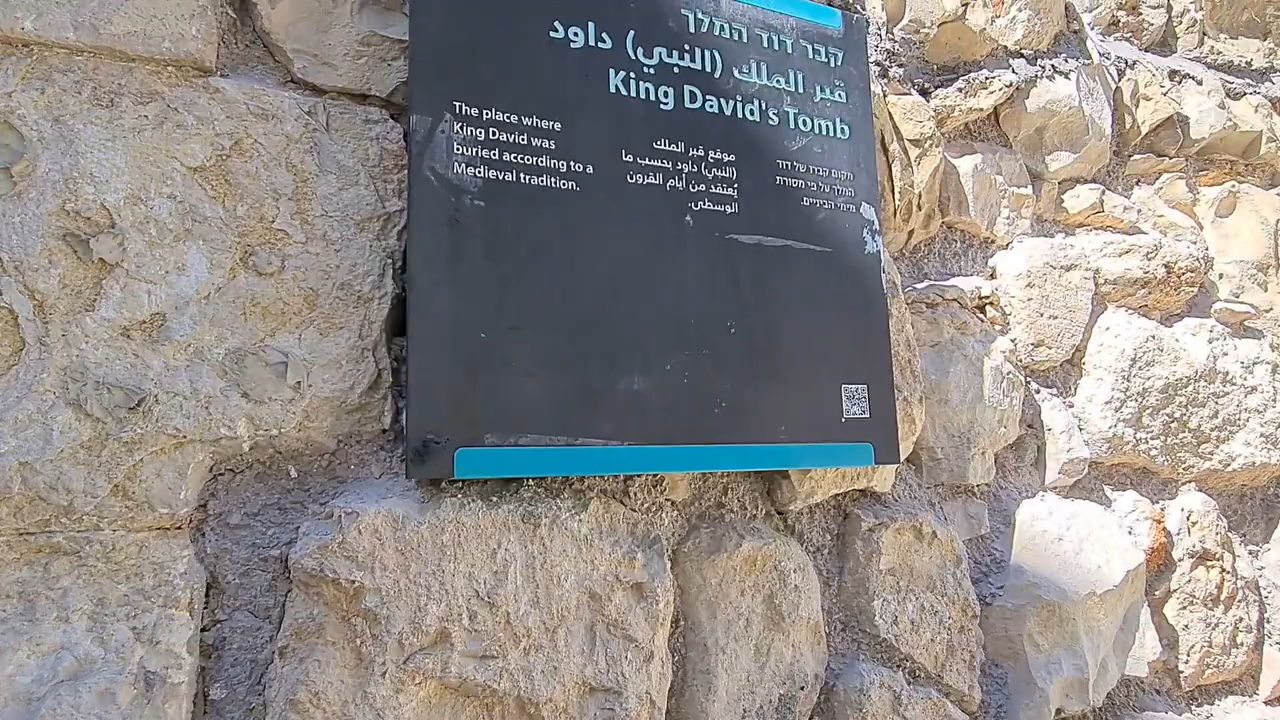 קבר דוד המלך
قبر الملك (النبي) داود
King David's Tomb
The place where
King David was
buried according to a
Medieval tradition.
موقع قبر الملك
(النبي) داود بحسب ما
يُعتقد من أيام القرون
الوسطى.
מקום קברו של דוד
המלך על פי מסורת
מימי הביניים.